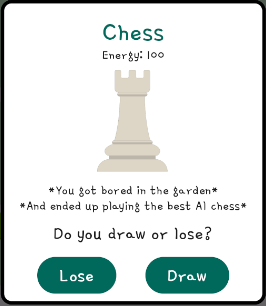 Chess
Energy: 100
*You got bored in the garden*
*And ended up playing the best AI chess*
Do you draw or lose?
Lose
Draw